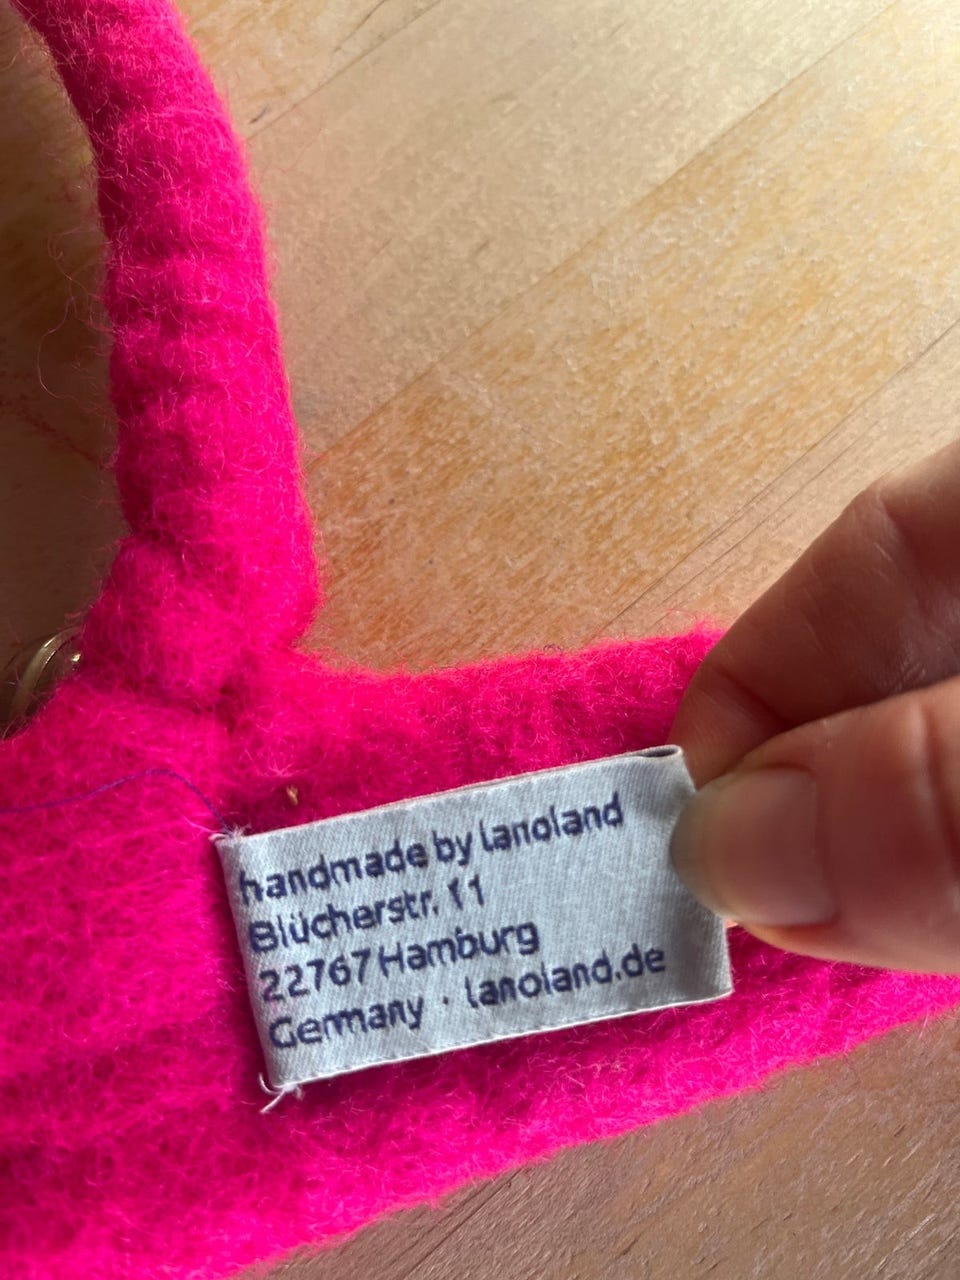 handmade by lanoland
Blücherstr. 11
22767 Hamburg
Germany · lanoland.de